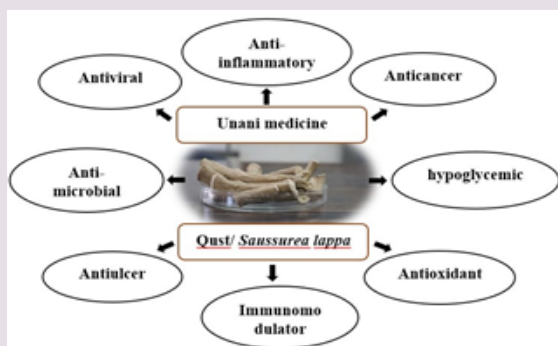 Anti-
inflammatory
Antiviral
Anticancer
Unani medicine
Anti-
microbial
hypoglycemic
Qust/ Saussurea lappa
Antiulcer
Antioxidant
Immunomo
dulator